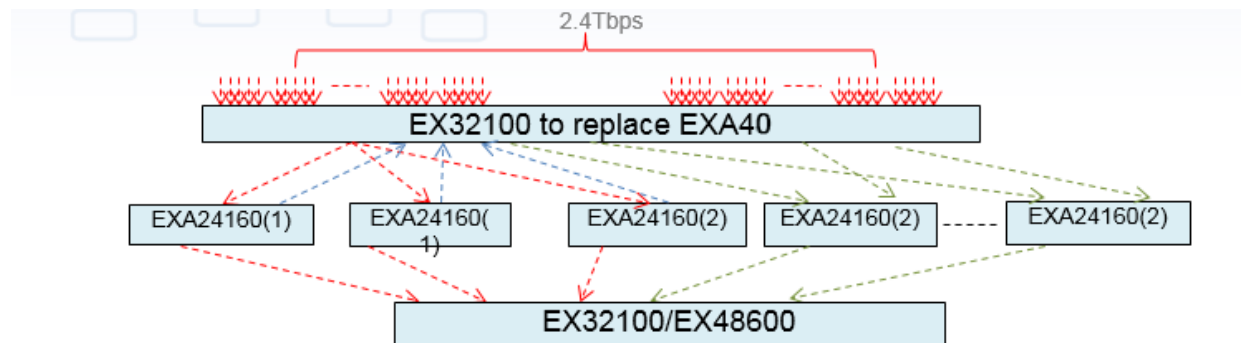 2.4Tbps
EX32100 to replace EXA40
EXA24160(1)
EXA24160(
1)
EXA24160(2)
EXA24160(2)
EXA24160(2)
EX32100/EX48600